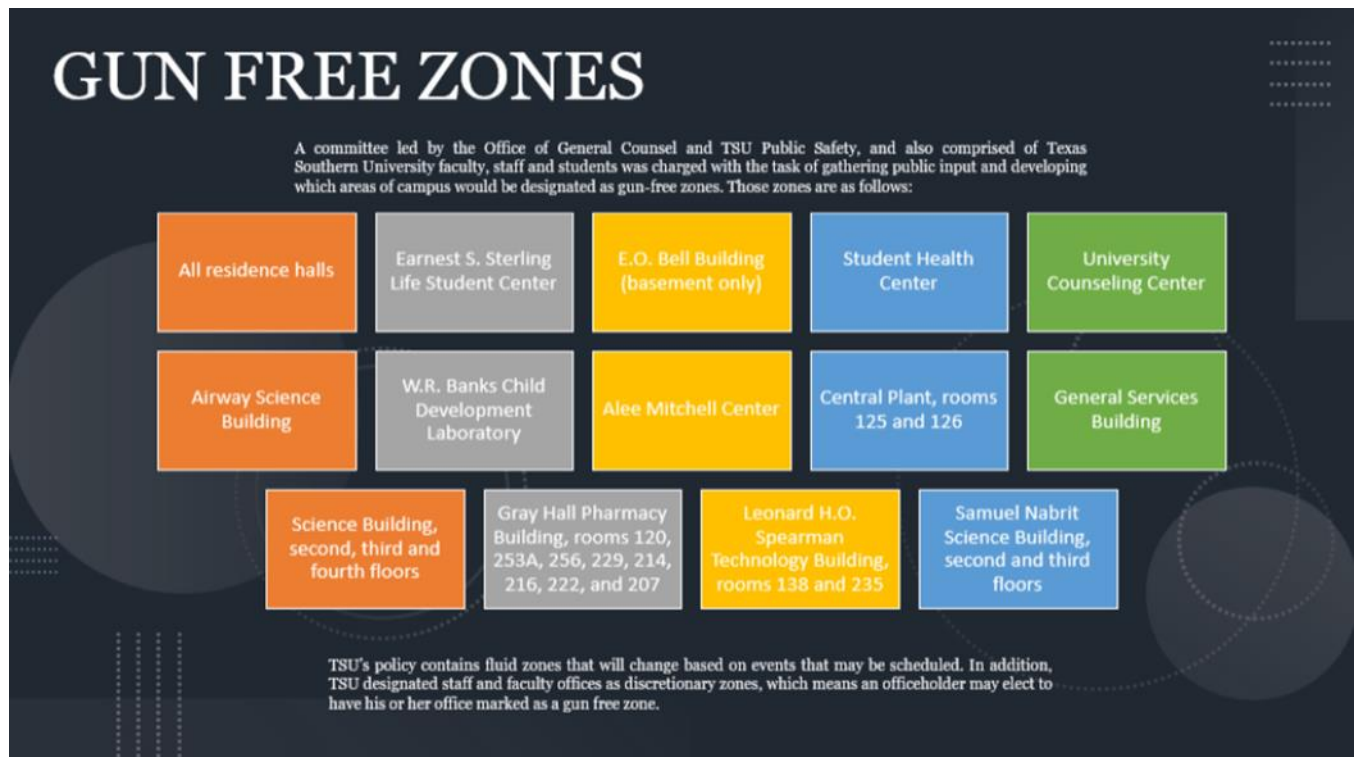 GUN FREE ZONES
A committee led by the Office of General Counsel and TSU Public Safety, and also comprised of Texas
Southern University faculty, staff and students was charged with the task of gathering public input and developing
which areas of campus would be designated as gun-free zones. Those zones are as follows:
All residence halls
Earnest S. Sterling
Life Student Center
E.O. Bell Building
(basement only)
Student Health
Center
University
Counseling Center
Airway Science
Building
W.R. Banks Child
Development
Laboratory
Alee Mitchell Center
Central Plant, rooms
125 and 126
General Services
Building
Science Building,
second, third and
fourth floors
Gray Hall Pharmacy
Building, rooms 120,
253A, 256, 229, 214,
216, 222, and 207
Leonard H.O.
Spearman
Technology Building,
rooms 138 and 235
Samuel Nabrit
Science Building,
second and third
floors
TSU's policy contains fluid zones that will change based on events that may be scheduled. In addition,
TSU designated staff and faculty offices as discretionary zones, which means an officeholder may elect to
have his or her office marked as a gun free zone.